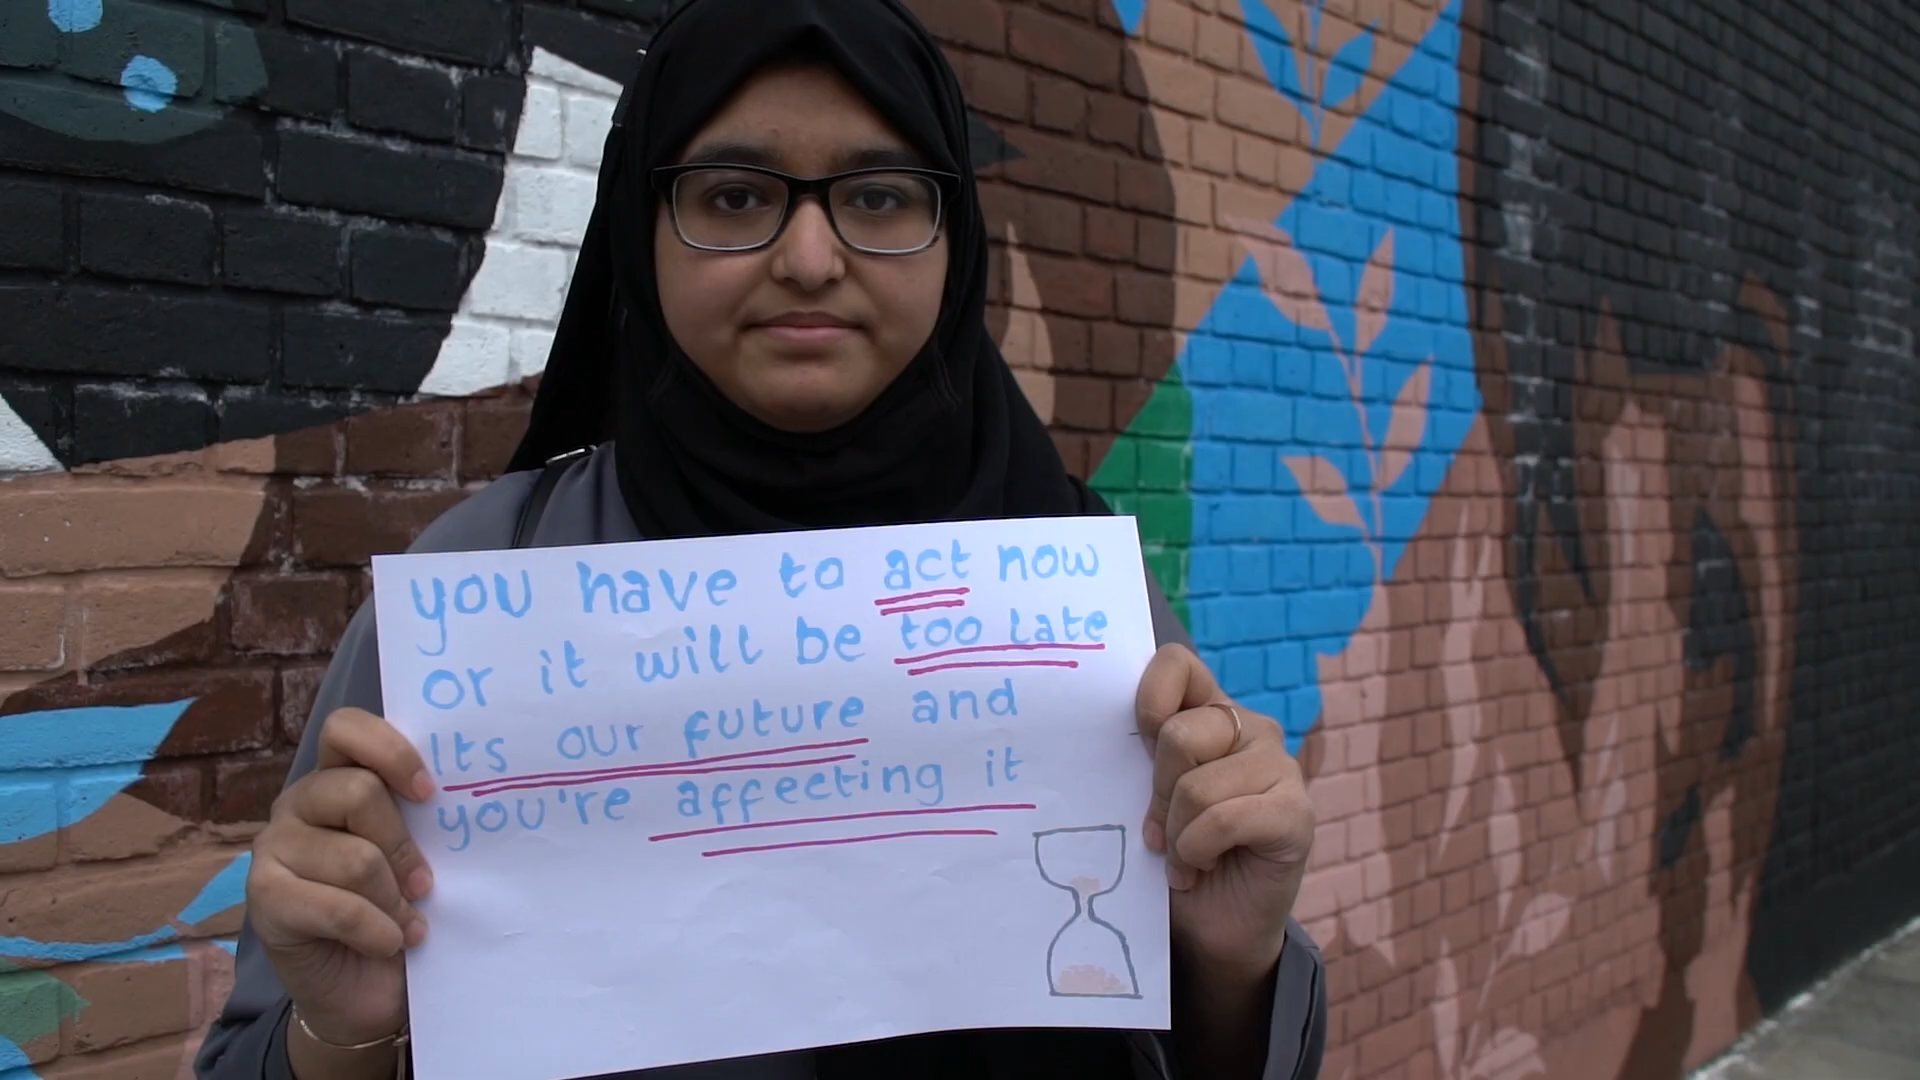 you have to act now
or it will be too late
Its our future and
you're affecting it